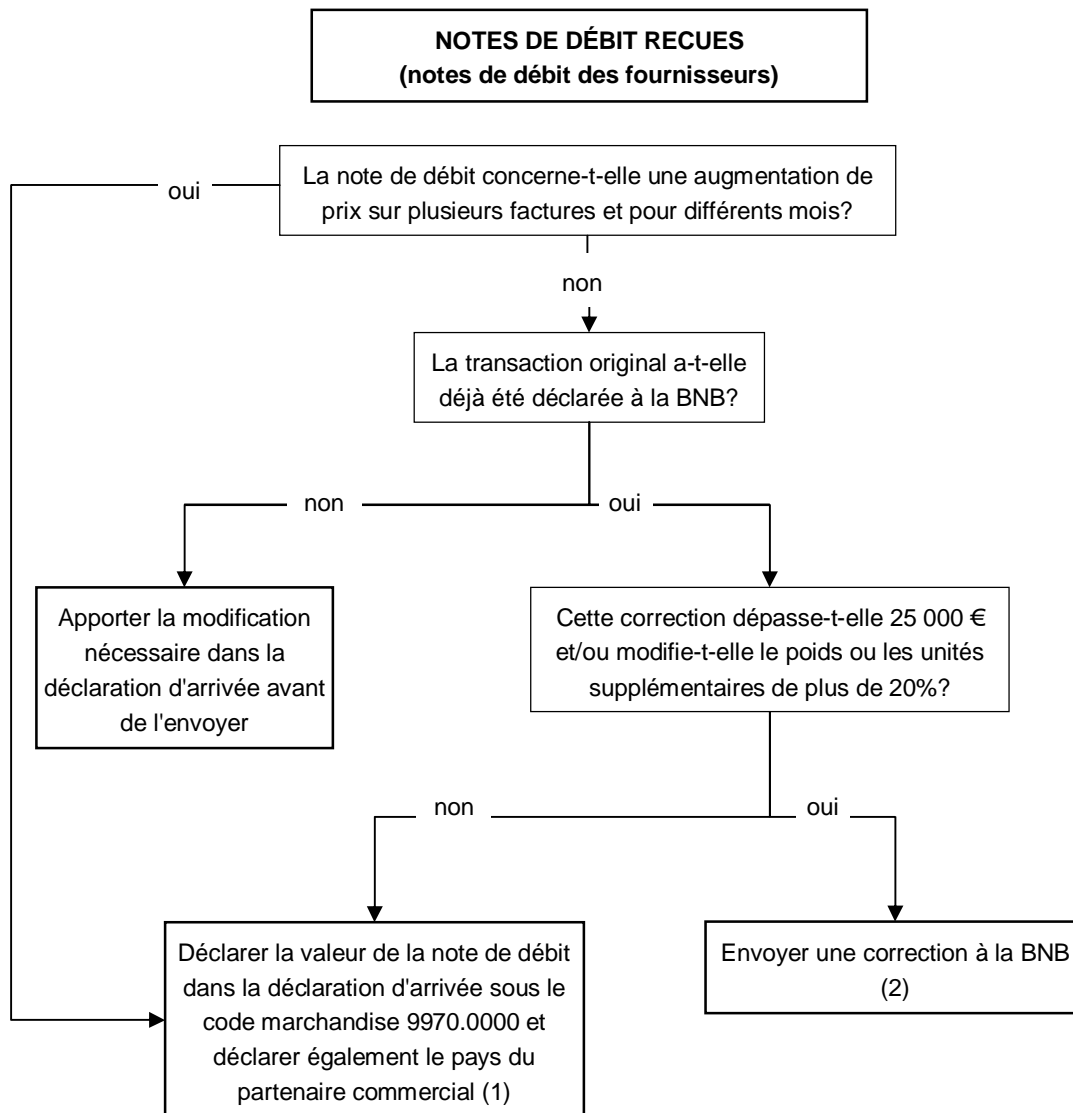 NOTES DE DÉBIT RECUES
(notes de débit des fournisseurs)
La note de débit concerne-t-elle une augmentation de
prix sur plusieurs factures et pour différents mois?
oui
non
La transaction original a-t-elle
déjà été déclarée à la BNB?
non
oui
Apporter la modification
nécessaire dans la
déclaration d'arrivée avant
de l'envoyer
Cette correction dépasse-t-elle 25 000 €
et/ou modifie-t-elle le poids ou les unités
supplémentaires de plus de 20%?
non
oui
Déclarer la valeur de la note de débit
dans la déclaration d'arrivée sous le
code marchandise 9970.0000 et
déclarer également le pays du
partenaire commercial (1)
Envoyer une correction à la BNB
(2)